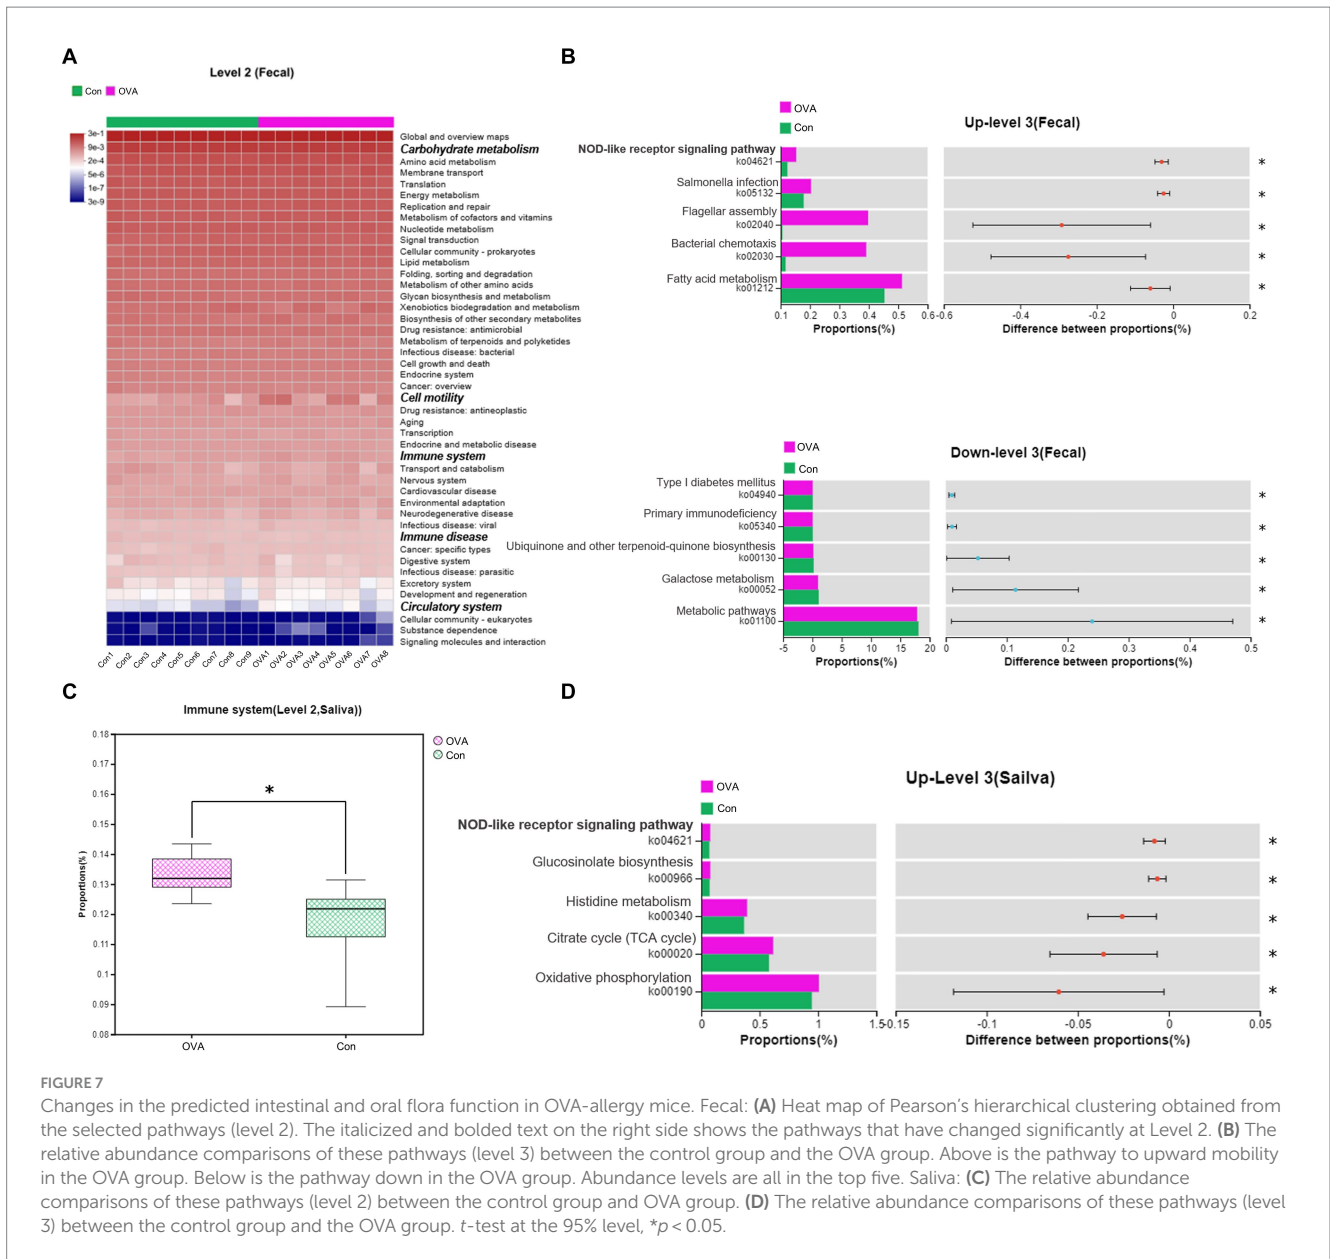 A
Level 2 (Fecal)
Con OVA
3e-1
9e-3
2e-4
5e-6
1e-7
3e-9
Global and overview maps
Carbohydrate metabolism
Amino acid metabolism
Membrane transport
Translation
Energy metabolism
Replication and repair
Metabolism of cofactors and vitamins
Nucleotide metabolism
Signal transduction
Cellular community - prokaryotes
Lipid metabolism
Folding, sorting and degradation
Metabolism of other amino acids
Glycan biosynthesis and metabolism
Xenobiotics biodegradation and metabolism
Biosynthesis of other secondary metabolites
Drug resistance: antimicrobial
Metabolism of terpenoids and polyketides
Infectious disease: bacterial
Cell growth and death
Endocrine system
Cancer: overview
Cell motility
Drug resistance: antineoplastic
Aging
Transcription
Endocrine and metabolic disease
Immune system
Transport and catabolism
Nervous system
Cardiovascular disease
Environmental adaptation
Neurodegenerative disease
Infectious disease: viral
Immune disease
Cancer: specific types
Digestive system
Infectious disease: parasitic
Excretory system
Development and regeneration
Circulatory system
Cellular community - eukaryotes
Substance dependence
Signaling molecules and interaction
Con1 Con2 Con3 Con4 Con5 Con6 Con7 Con8 Con9 OVA1 OVA2 OVA3 OVA4 OVA5 OVA6 OVA7 OVA8
B
OVA
Con
Up-level 3(Fecal)
NOD-like receptor signaling pathway
ko04621 *
Salmonella infection
ko05132 *
Flagellar assembly
ko02040 *
Bacterial chemotaxis
ko02030 *
Fatty acid metabolism
ko01212 *
0.1 0.2 0.3 0.4 0.5 0.6 -0.6 -0.4 -0.2 0 0.2
Proportions(%) Difference between proportions(%)
OVA
Con
Down-level 3(Fecal)
Type I diabetes mellitus
ko04940 *
Primary immunodeficiency
ko05340 *
Ubiquinone and other terpenoid-quinone biosynthesis
ko00130 *
Galactose metabolism
ko00052 *
Metabolic pathways
ko01100 *
-5 0 5 10 15 20 0 0.1 0.2 0.3 0.4 0.5
Proportions(%) Difference between proportions(%)
C
Immune system(Level 2,Saliva))
OVA
Con
Proportions(%)
0.18
0.17
0.16
0.15
0.14
0.13
0.12
0.11
0.1
0.09
0.08
*
OVA Con
D
OVA
Con
Up-Level 3(Sailva)
NOD-like receptor signaling pathway
ko04621 *
Glucosinolate biosynthesis
ko00966 *
Histidine metabolism
ko00340 *
Citrate cycle (TCA cycle)
ko00020 *
Oxidative phosphorylation
ko00190 *
0 0.5 1 1.5 -0.15 -0.1 -0.05 0 0.05
Proportions(%) Difference between proportions(%)
FIGURE 7
Changes in the predicted intestinal and oral flora function in OVA-allergy mice. Fecal: (A) Heat map of Pearson's hierarchical clustering obtained from
the selected pathways (level 2). The italicized and bolded text on the right side shows the pathways that have changed significantly at Level 2. (B) The
relative abundance comparisons of these pathways (level 3) between the control group and the OVA group. Above is the pathway to upward mobility
in the OVA group. Below is the pathway down in the OVA group. Abundance levels are all in the top five. Saliva: (C) The relative abundance
comparisons of these pathways (level 2) between the control group and OVA group. (D) The relative abundance comparisons of these pathways (level
3) between the control group and the OVA group. t-test at the 95% level, *p < 0.05.